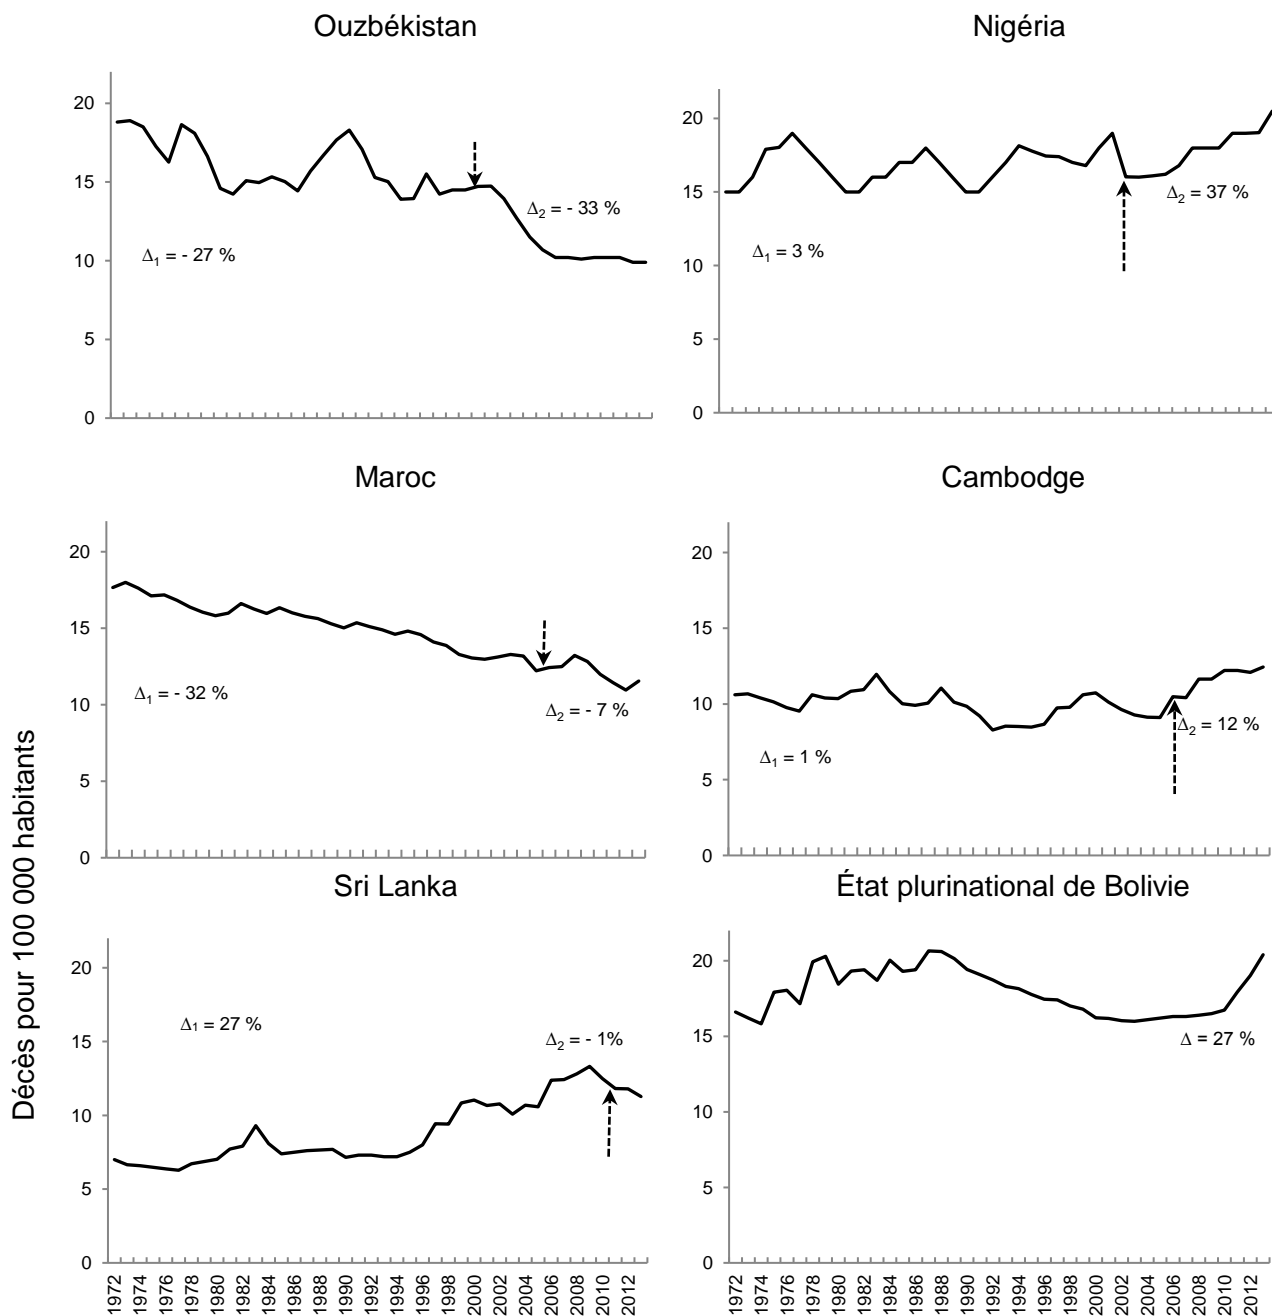 Ouzbékistan
20
15
10
5
0
Δ1 = - 27 %
Δ2 = - 33 %
Nigéria
20
15
10
5
0
Δ1 = 3 %
Δ2 = 37 %
Maroc
20
15
10
5
0
Δ1 = - 32 %
Δ2 = - 7 %
Cambodge
20
15
10
5
0
Δ1 = 1 %
Δ2 = 12 %
Décès pour 100 000 habitants
Sri Lanka
20
15
10
5
0
Δ1 = 27 %
Δ2 = - 1%
1972 1974 1976 1978 1980 1982 1984 1986 1988 1990 1992 1994 1996 1998 2000 2002 2004 2006 2008 2010 2012
État plurinational de Bolivie
20
15
10
5
0
Δ = 27 %
1972 1974 1976 1978 1980 1982 1984 1986 1988 1990 1992 1994 1996 1998 2000 2002 2004 2006 2008 2010 2012